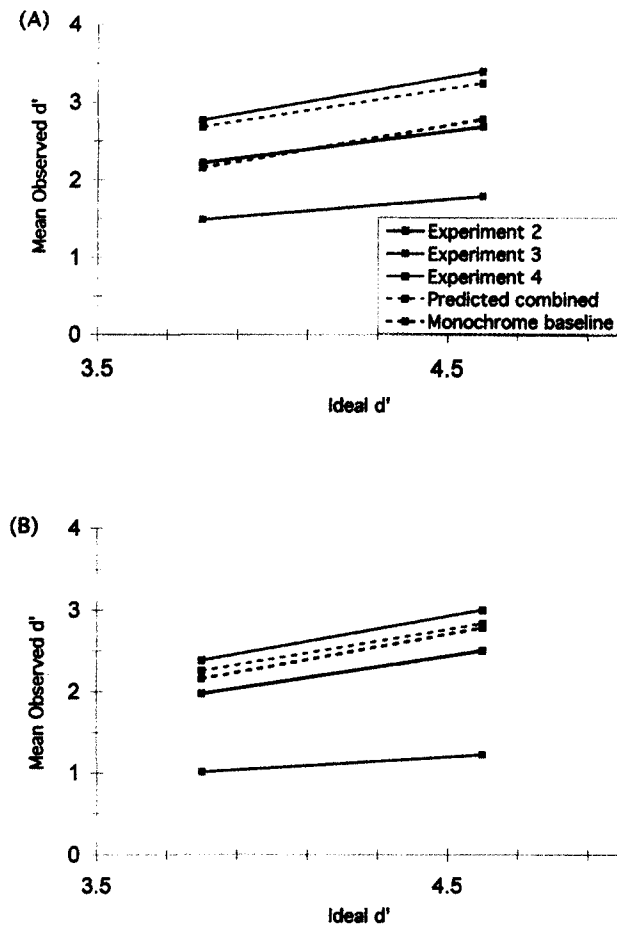 (A)
4
3
2
1
0
Mean Observed d'
Experiment 2
Experiment 3
Experiment 4
Predicted combined
Monochrome baseline
3.5
4.5
Ideal d'
(B)
4
3
2
1
0
Mean Observed d'
3.5
4.5
Ideal d'